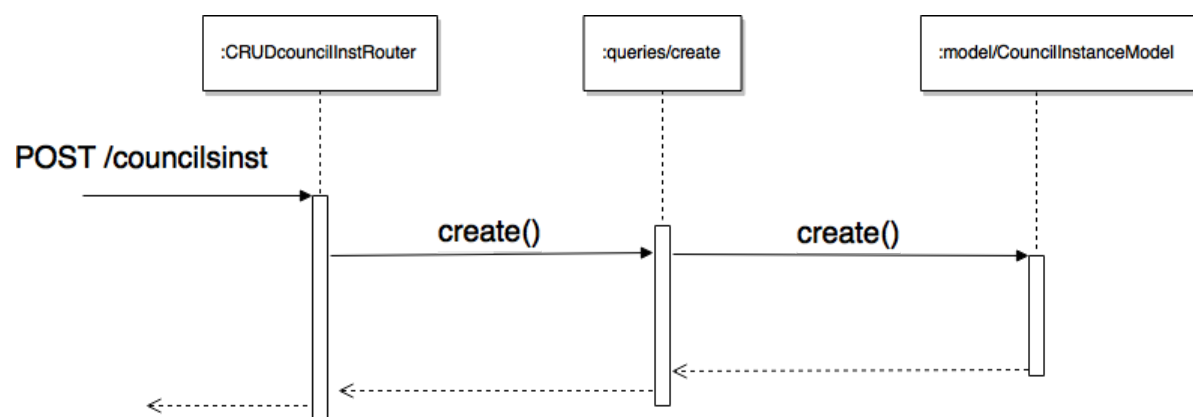 :CRUDcouncilInstRouter
:queries/create
:model/CouncilInstanceModel
POST /councilsinst
create()
create()